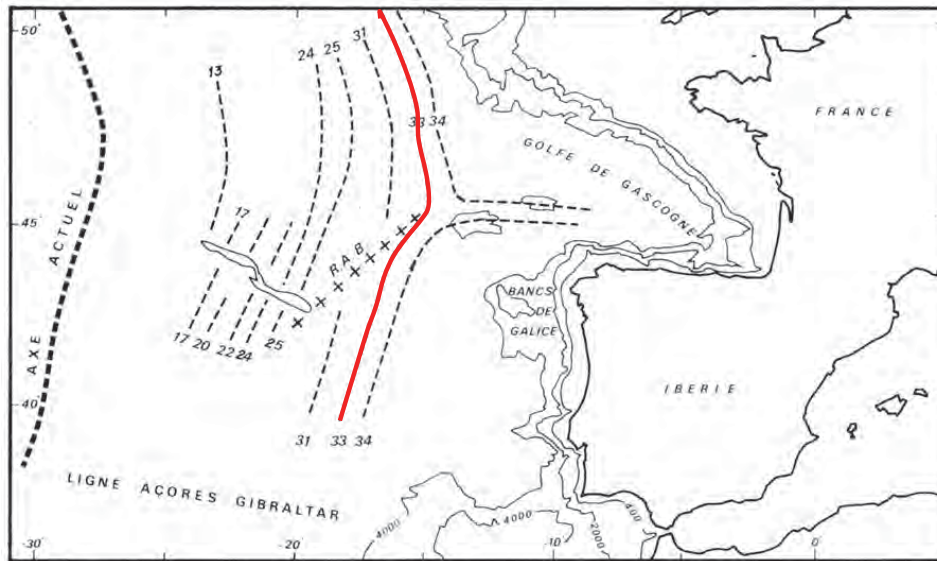 50°
45°
40°
-30°
-20
-10°
0°
AXE ACTUEL
13
24
25
31
33 34
17
R.A.B.
17 20 22 24 25
31 33 34
GOLFE DE GASCOGNE
FRANCE
BANCS
DE
GALICE
IBERIE
LIGNE AÇORES GIBRALTAR
4000
4000
2000
400